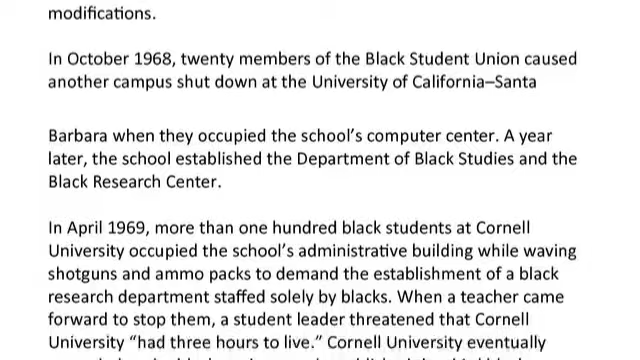 modifications.
In October 1968, twenty members of the Black Student Union caused
another campus shut down at the University of California–Santa
Barbara when they occupied the school’s computer center. A year
later, the school established the Department of Black Studies and the
Black Research Center.
In April 1969, more than one hundred black students at Cornell
University occupied the school’s administrative building while waving
shotguns and ammo packs to demand the establishment of a black
research department staffed solely by blacks. When a teacher came
forward to stop them, a student leader threatened that Cornell
University “had three hours to live.” Cornell University eventually